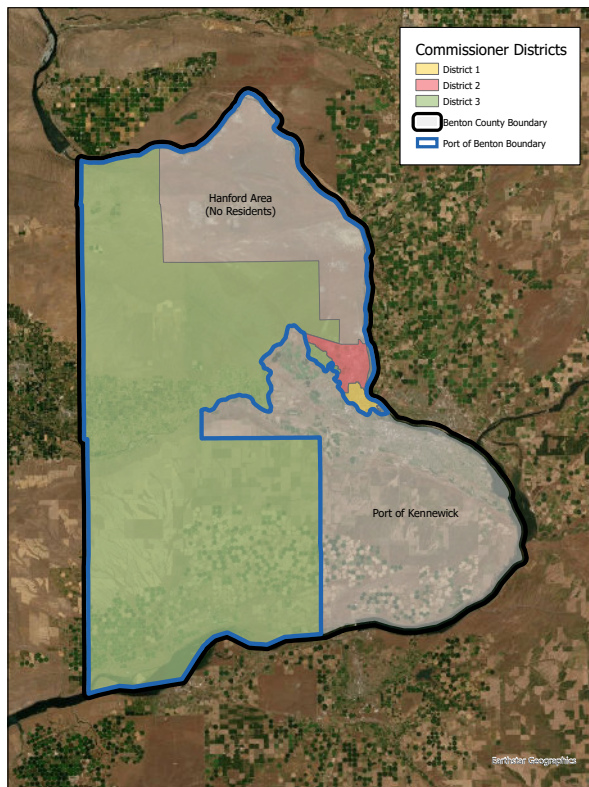 Commissioner Districts
District 1
District 2
District 3
Benton County Boundary
Port of Benton Boundary
Hanford Area
(No Residents)
Port of Kennewick
Earthstar Geographics